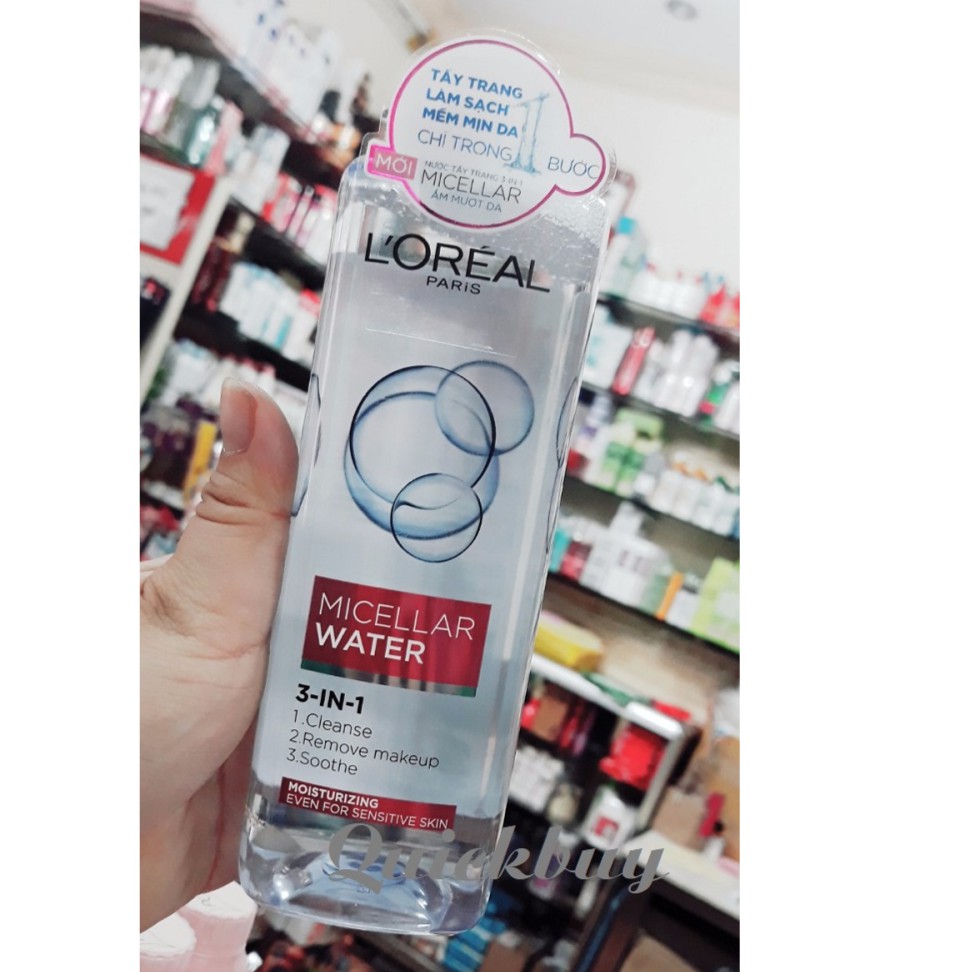 TẨY TRANG
LÀM SẠCH
MỀM MỊN DA
CHỈ TRONG 1 BƯỚC
MỚI
NƯỚC TẨY TRANG 3-IN-1
MICELLAR
ẨM MƯỢT DA
L'ORÉAL
PARIS
MICELLAR
WATER
3-IN-1
1.Cleanse
2.Remove makeup
3.Soothe
MOISTURIZING
EVEN FOR SENSITIVE SKIN
Quickbuy